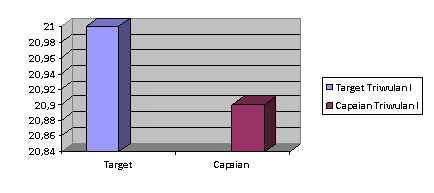 21
20,98
20,96
20,94
20,92
20,9
20,88
20,86
20,84
Target
Capaian
Target Triwulan I
Capaian Triwulan I